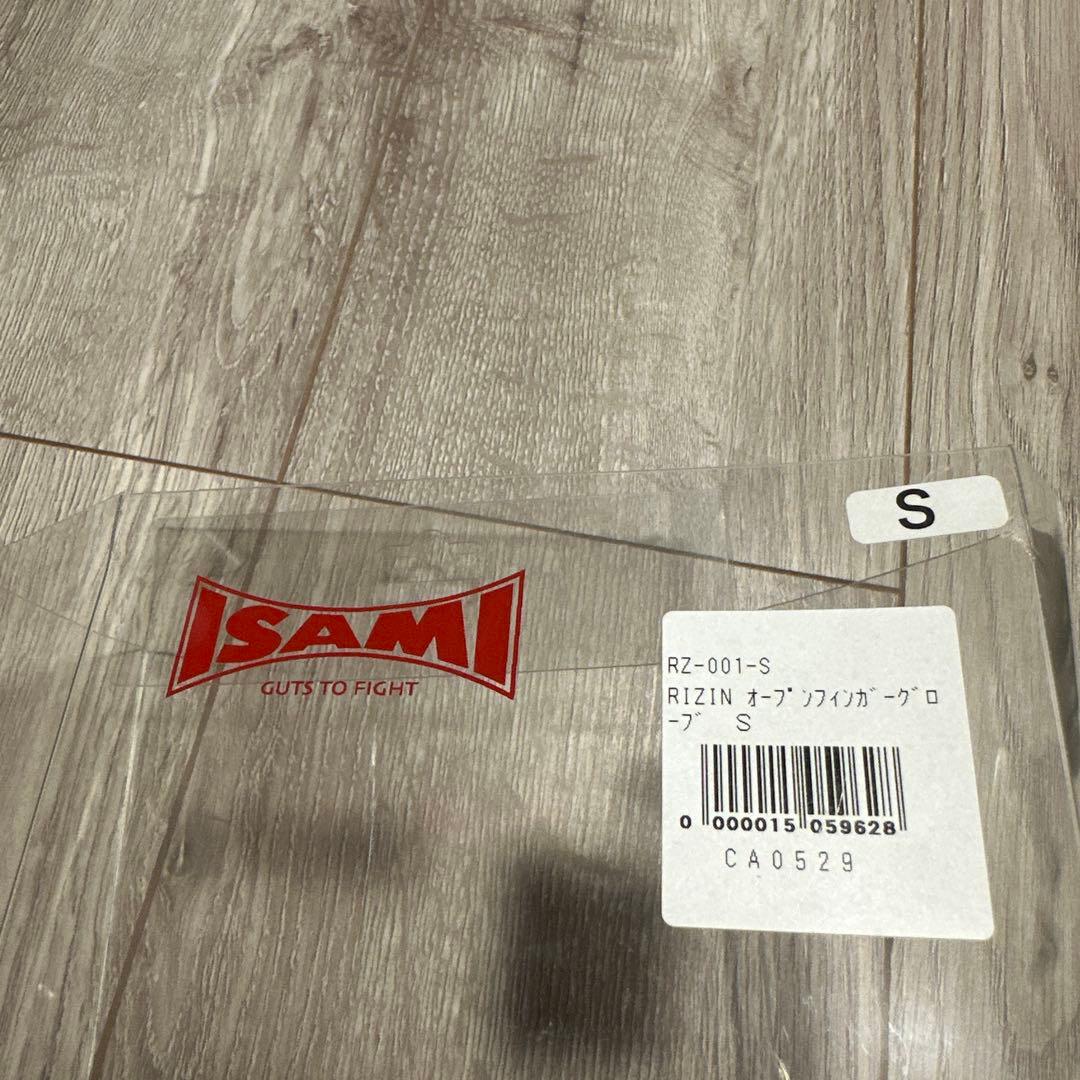 S
ISAMI
GUTS TO FIGHT
RZ-001-S
RIZIN ｵｰﾌﾟﾝﾌｨﾝｶﾞｰｸﾞﾛ
ｰﾌﾞ S
0 000015 059628
CA0529